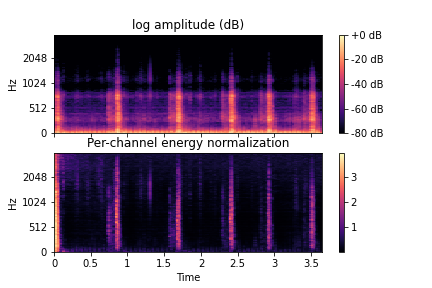 log amplitude (dB)
Hz
2048
1024
512
0
+0 dB
-20 dB
-40 dB
-60 dB
-80 dB
Per-channel energy normalization
Hz
2048
1024
512
0
3
2
1
0 0.5 1 1.5 2 2.5 3 3.5
Time